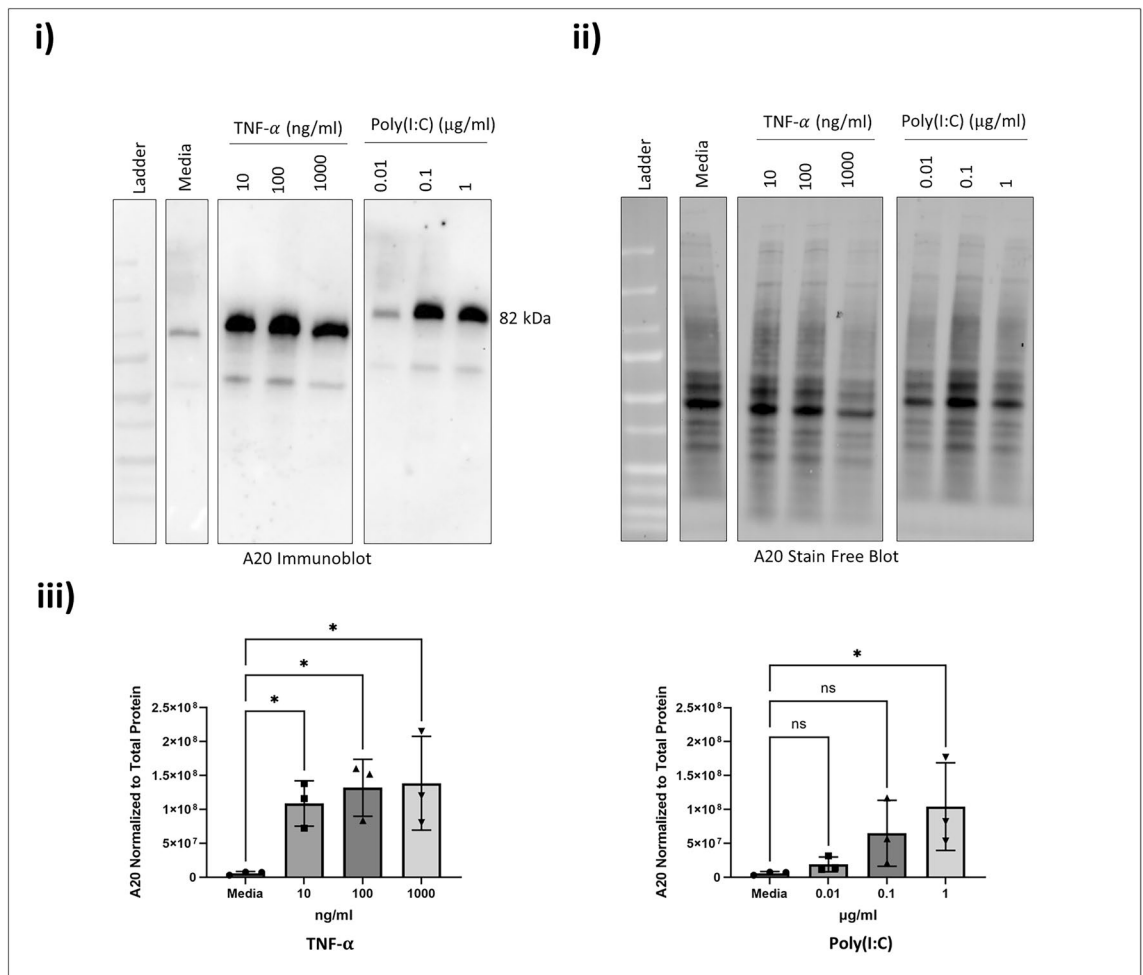 i)
TNF-α (ng/ml)
Poly(I:C) (µg/ml)
Ladder
Media
10
100
1000
0.01
0.1
1
82 kDa
A20 Immunoblot
ii)
TNF-α (ng/ml)
Poly(I:C) (µg/ml)
Ladder
Media
10
100
1000
0.01
0.1
1
A20 Stain Free Blot
iii)
*
*
*
A20 Normalized to Total Protein
2.5×10⁸
2×10⁸
1.5×10⁸
1×10⁸
5×10⁷
0
Media
10
100
1000
ng/ml
TNF-α
*
ns
ns
A20 Normalized to Total Protein
2.5×10⁸
2×10⁸
1.5×10⁸
1×10⁸
5×10⁷
0
Media
0.01
0.1
1
µg/ml
Poly(I:C)